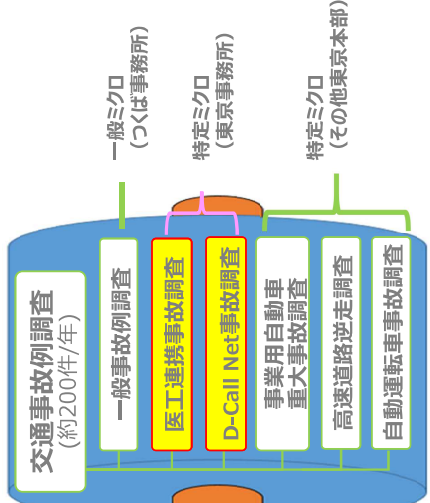 交通事故例調査
(約200件/年)
一般事故例調査
医工連携事故調査
D-Call Net事故調査
事業用自動車
重大事故調査
高速道路逆走調査
自動運転車事故調査
一般ミクロ
(つくば事務所)
特定ミクロ
(東京事務所)
特定ミクロ
(その他東京本部)